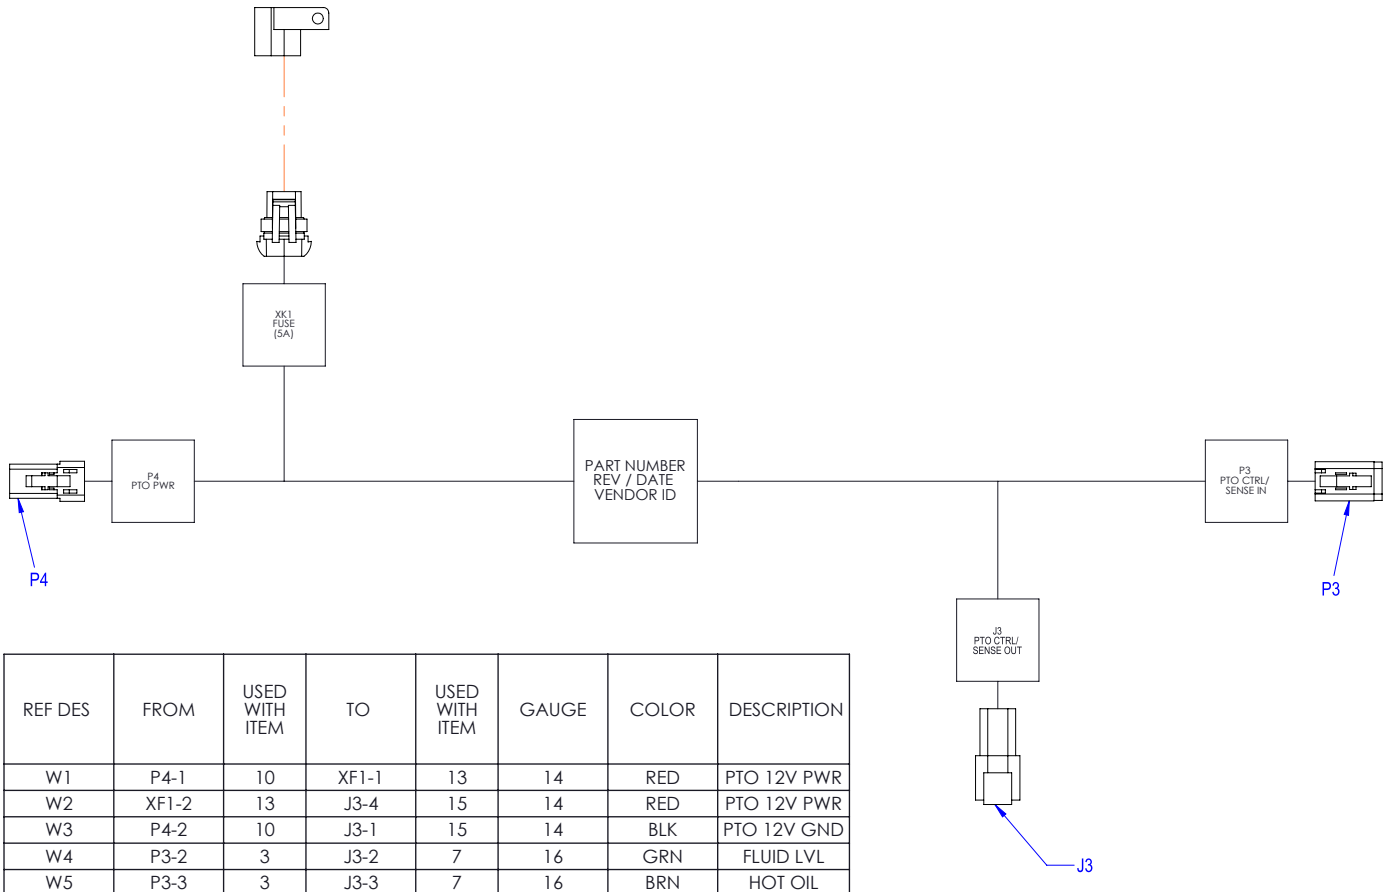 XK1
FUSE
(5A)
P4
PTO PWR
PART NUMBER
REV / DATE
VENDOR ID
P3
PTO CTRL/
SENSE IN
P4
P3
J3
PTO CTRL/
SENSE OUT
J3
REF DES FROM USED WITH ITEM TO USED WITH ITEM GAUGE COLOR DESCRIPTION
W1 P4-1 10 XF1-1 13 14 RED PTO 12V PWR
W2 XF1-2 13 J3-4 15 14 RED PTO 12V PWR
W3 P4-2 10 J3-1 15 14 BLK PTO 12V GND
W4 P3-2 3 J3-2 7 16 GRN FLUID LVL
W5 P3-3 3 J3-3 7 16 BRN HOT OIL